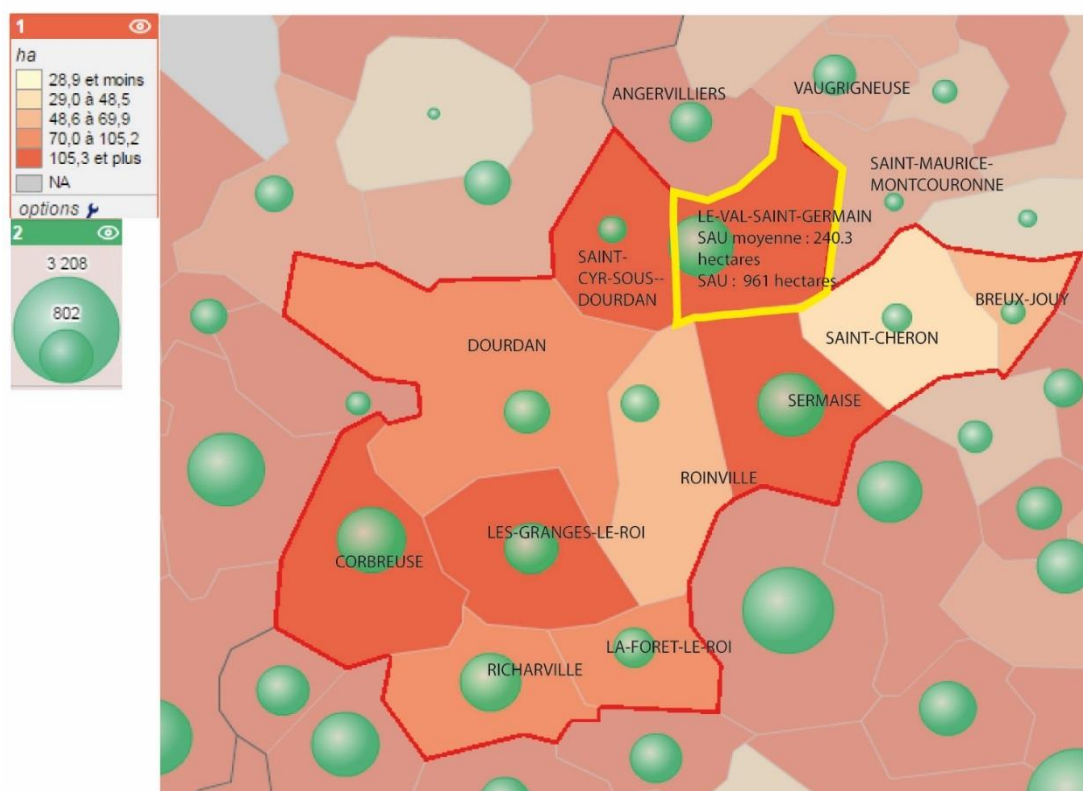 1
ha
28,9 et moins
29,0 à 48,5
48,6 à 69,9
70,0 à 105,2
105,3 et plus
NA
options
2
3 208
802
ANGERVILLIERS
VAUGRIGNEUSE
SAINT-MAURICE-
MONTCOURONNE
LE-VAL-SAINT-GERMAIN
SAU moyenne : 240.3
hectares
SAU : 961 hectares
SAINT-
CYR-SOUS--
DOURDAN
BREUX-JOUY
SAINT-CHERON
DOURDAN
SERMAISE
ROINVILLE
LES-GRANGES-LE-ROI
CORBREUSE
LA-FORET-LE-ROI
RICHARVILLE